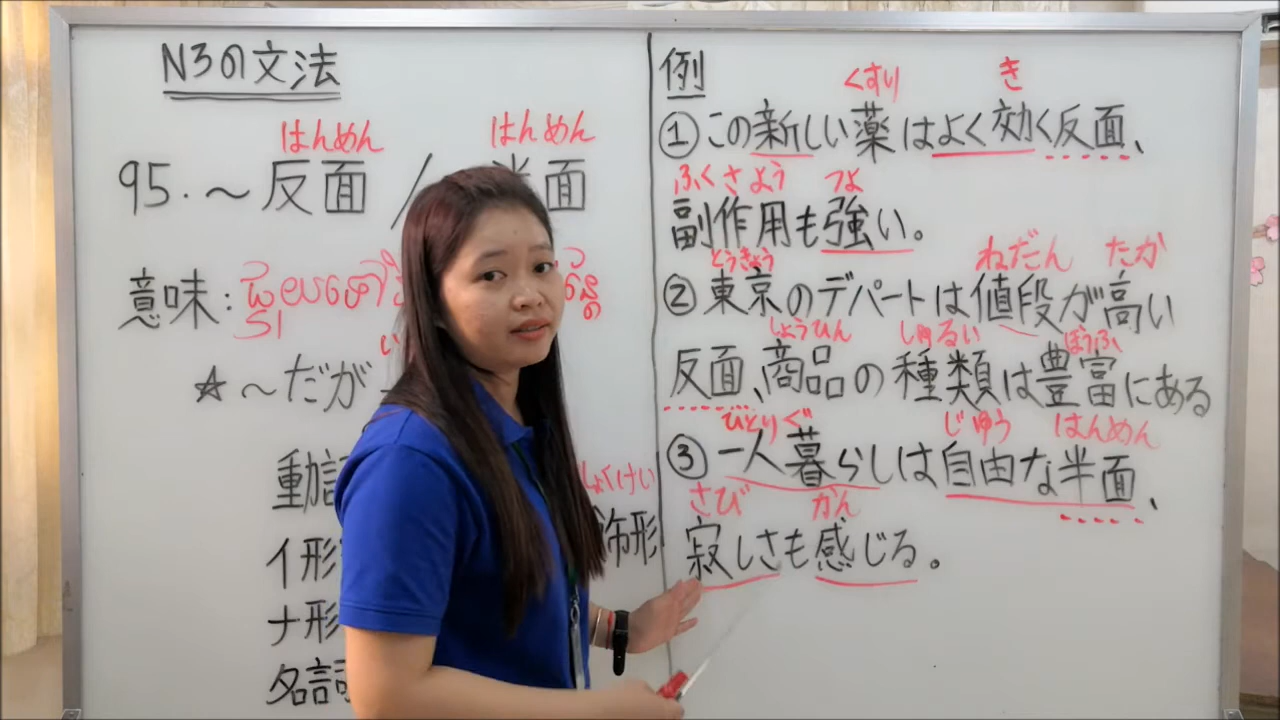 N3の文法
はんめん はんめん
95. ～反面 / 半面
意味:
☆～だが
動詞
しょくけい
イ形 飾形
ナ形
名詞
例
くすり き
①この新しい薬はよく効く反面、
ふくさよう つよ
副作用も強い。
とうきょう ねだん たか
②東京のデパートは値段が高い
しょうひん しゅるい ほうふ
反面、商品の種類は豊富にある
ひとりぐ じゆう はんめん
③一人暮らしは自由な半面、
さび かん
寂しさも感じる。